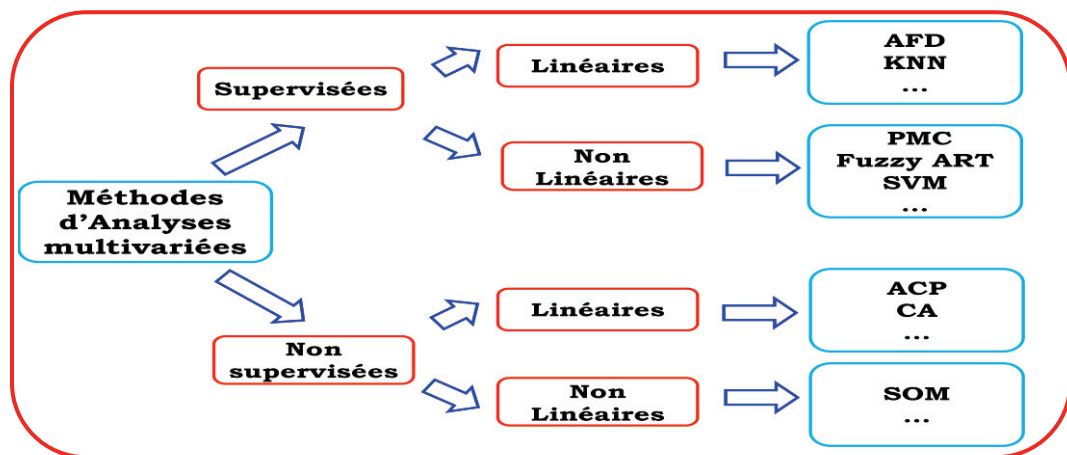 Méthodes
d'Analyses
multivariées
Supervisées
Linéaires
AFD
KNN
...
Non
Linéaires
PMC
Fuzzy ART
SVM
...
Non
supervisées
Linéaires
ACP
CA
...
Non
Linéaires
SOM
...